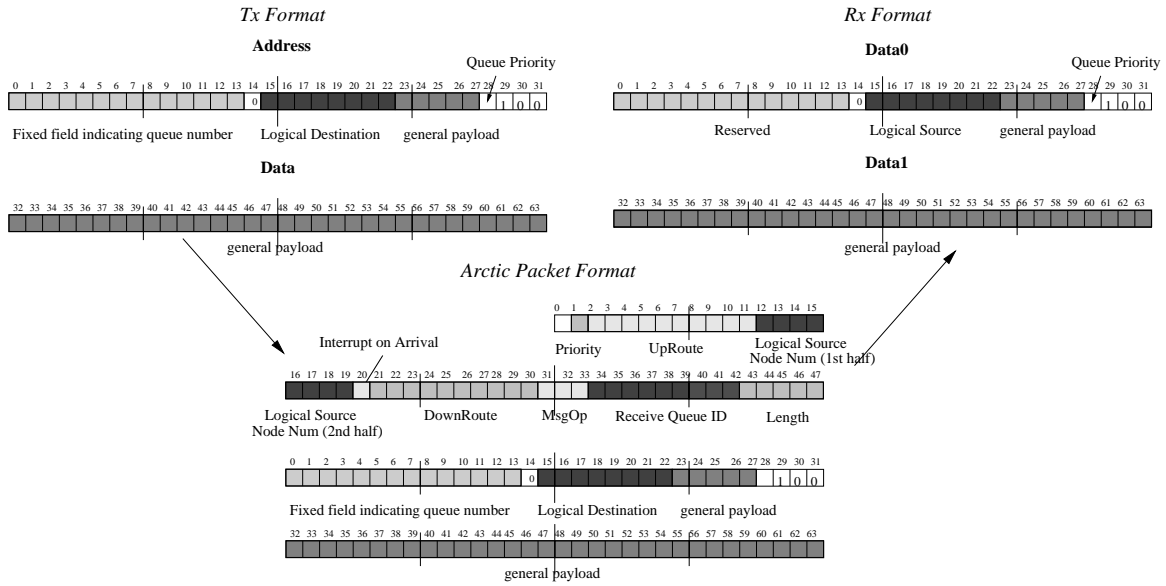 Tx Format
Rx Format
Address
Data0
Queue Priority
Queue Priority
0 1 2 3 4 5 6 7 8 9 10 11 12 13 14 15 16 17 18 19 20 21 22 23 24 25 26 27 28 29 30 31
0 1 2 3 4 5 6 7 8 9 10 11 12 13 14 15 16 17 18 19 20 21 22 23 24 25 26 27 28 29 30 31
0 1 0 0
0 1 0 0
Fixed field indicating queue number Logical Destination general payload
Reserved Logical Source general payload
Data
Data1
32 33 34 35 36 37 38 39 40 41 42 43 44 45 46 47 48 49 50 51 52 53 54 55 56 57 58 59 60 61 62 63
32 33 34 35 36 37 38 39 40 41 42 43 44 45 46 47 48 49 50 51 52 53 54 55 56 57 58 59 60 61 62 63
general payload
general payload
Arctic Packet Format
0 1 2 3 4 5 6 7 8 9 10 11 12 13 14 15
Priority UpRoute Logical Source
Node Num (1st half)
Interrupt on Arrival
16 17 18 19 20 21 22 23 24 25 26 27 28 29 30 31 32 33 34 35 36 37 38 39 40 41 42 43 44 45 46 47
Logical Source DownRoute MsgOp Receive Queue ID Length
Node Num (2nd half)
0 1 2 3 4 5 6 7 8 9 10 11 12 13 14 15 16 17 18 19 20 21 22 23 24 25 26 27 28 29 30 31
0 1 0 0
Fixed field indicating queue number Logical Destination general payload
32 33 34 35 36 37 38 39 40 41 42 43 44 45 46 47 48 49 50 51 52 53 54 55 56 57 58 59 60 61 62 63
general payload